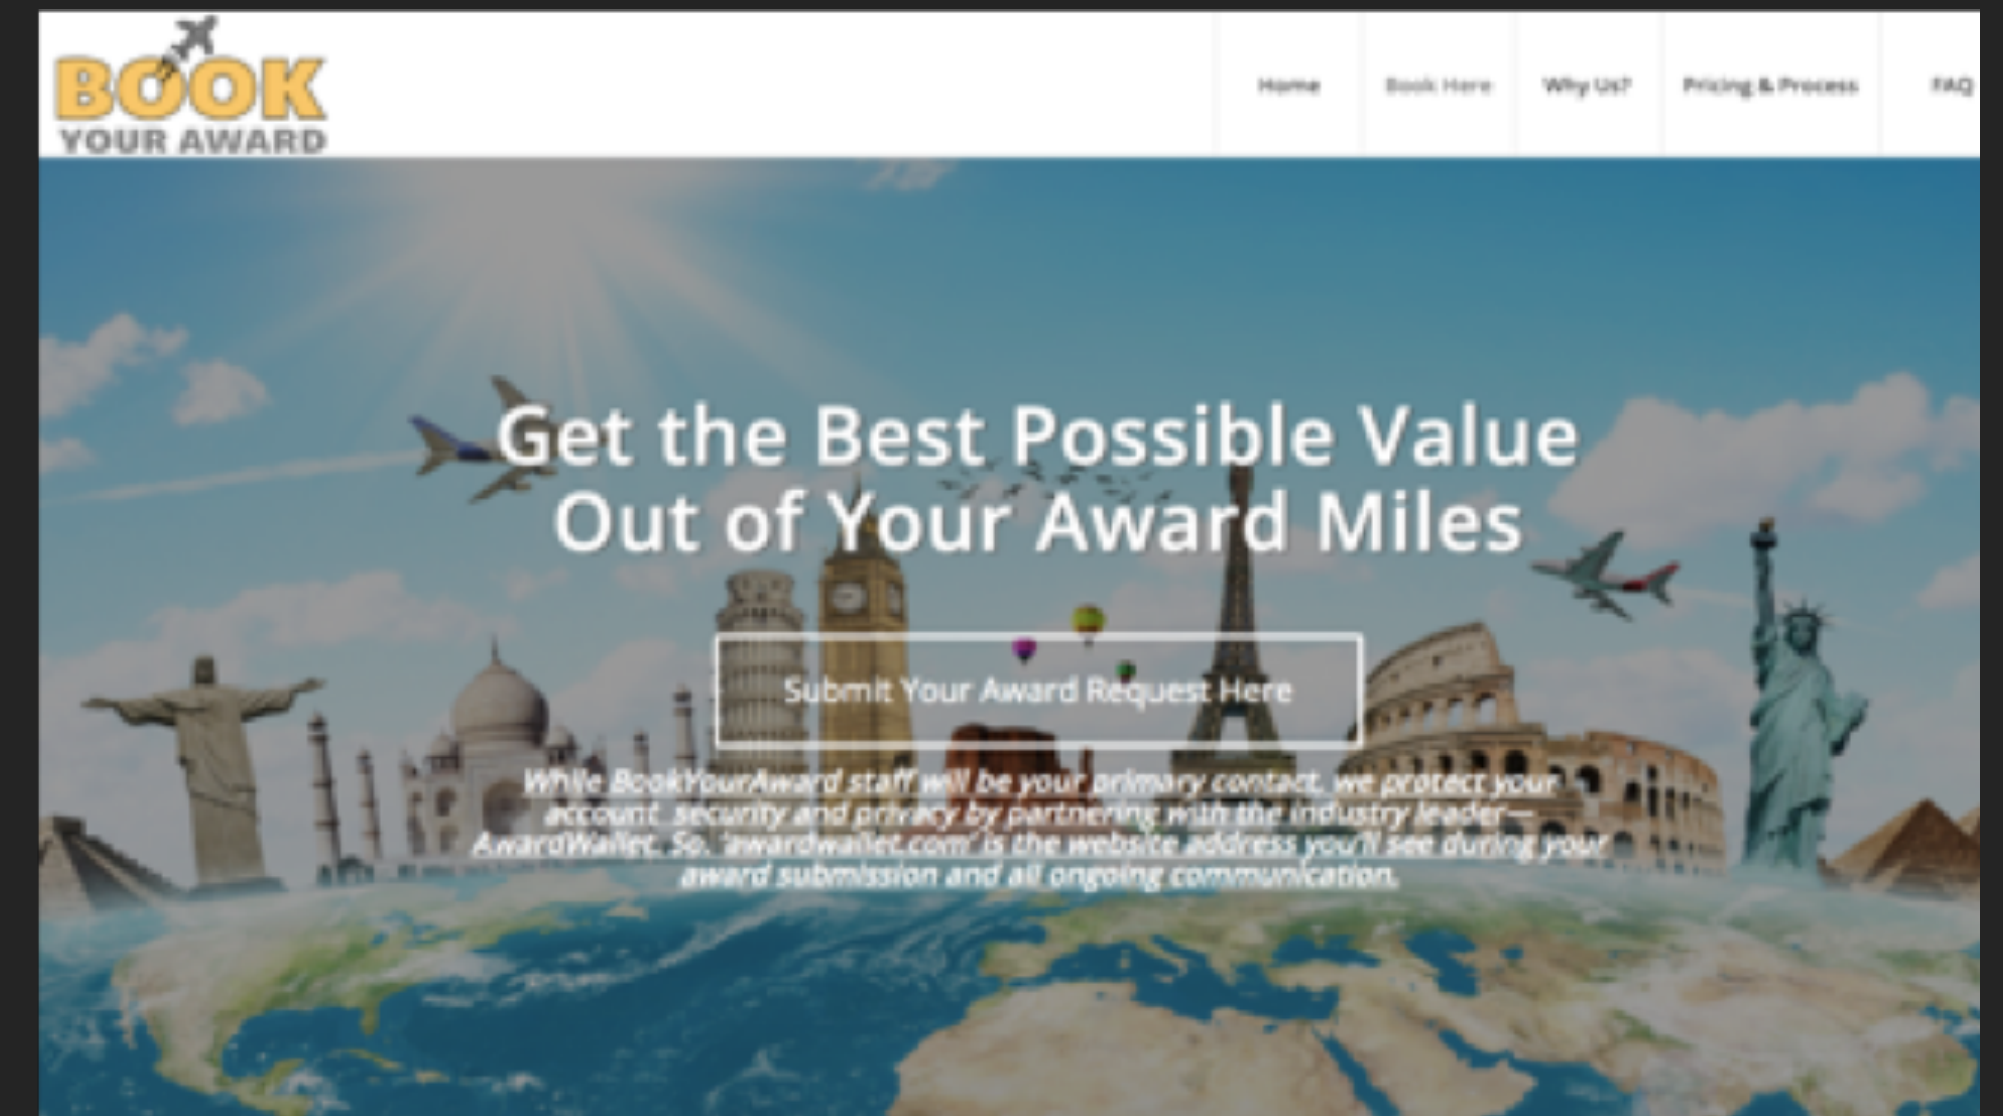 BOOK
YOUR AWARD
Home
Book Here
Why Us?
Pricing & Process
FAQ
Get the Best Possible Value
Out of Your Award Miles
Submit Your Award Request Here
While BookYourAward staff will be your primary contact, we protect your
account security and privacy by partnering with the industry leader—
AwardWallet. So, 'awardwallet.com' is the website address you'll see during your
award submission and all ongoing communication.